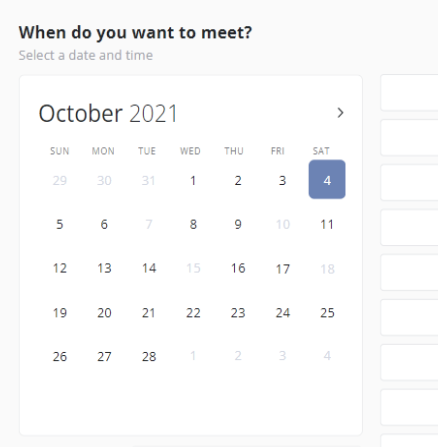 When do you want to meet?
Select a date and time
October 2021 >
SUN MON TUE WED THU FRI SAT
29 30 31 1 2 3 4
5 6 7 8 9 10 11
12 13 14 15 16 17 18
19 20 21 22 23 24 25
26 27 28 1 2 3 4